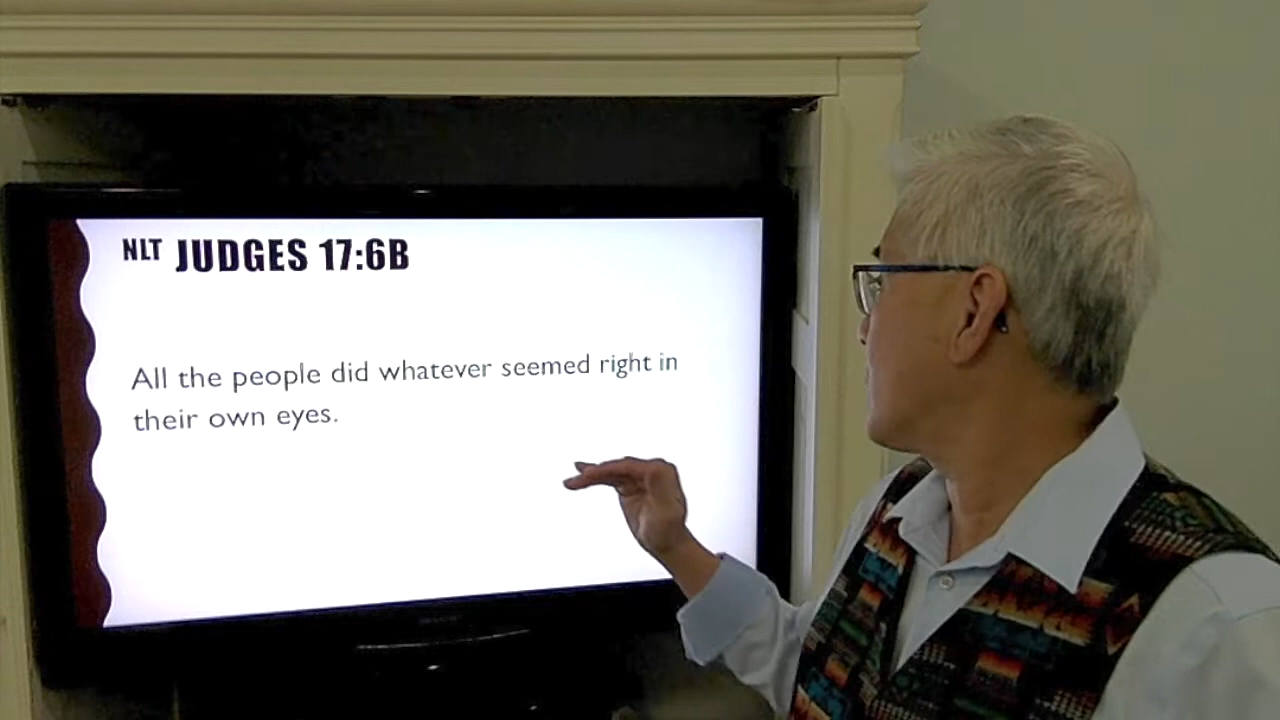 NLT JUDGES 17:6B
All the people did whatever seemed right in
their own eyes.